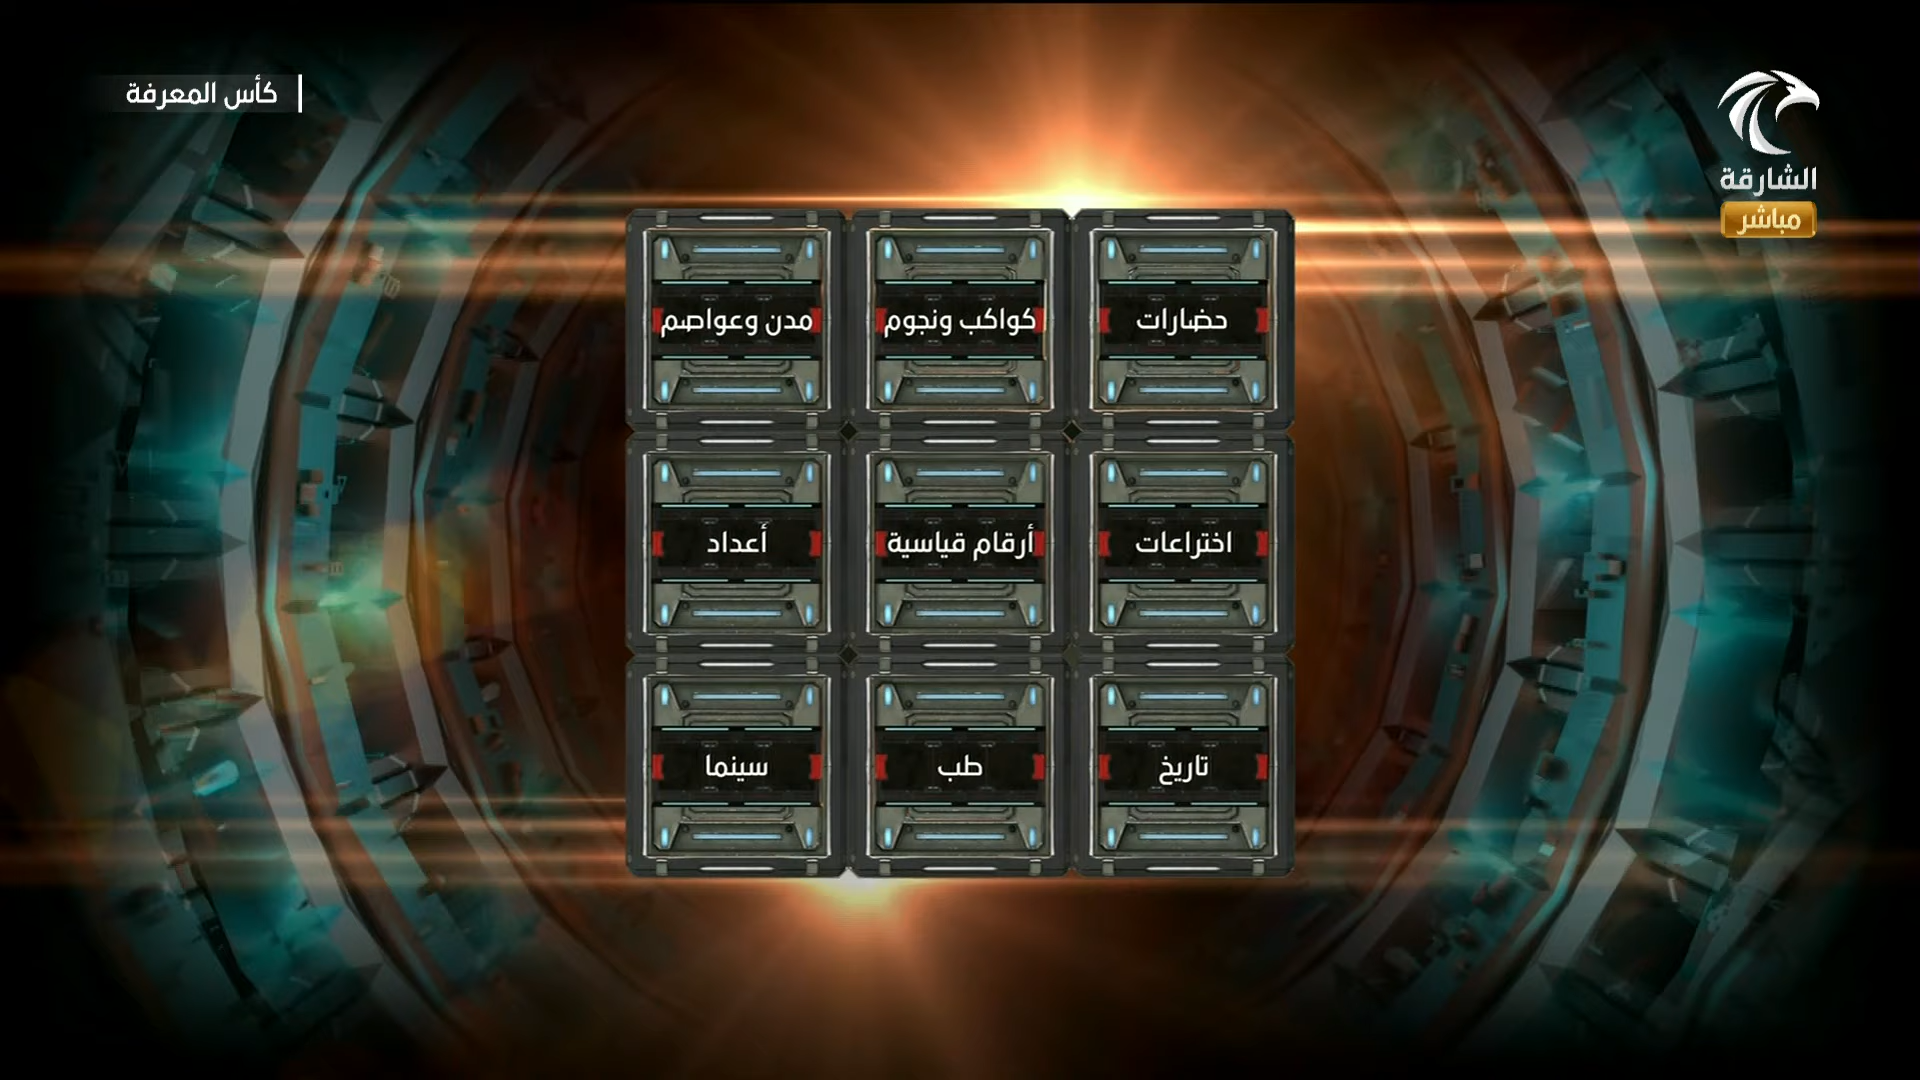 كأس المعرفة
الشارقة
مباشر
حضارات
كواكب ونجوم
مدن وعواصم
اختراعات
أرقام قياسية
أعداد
تاريخ
طب
سينما